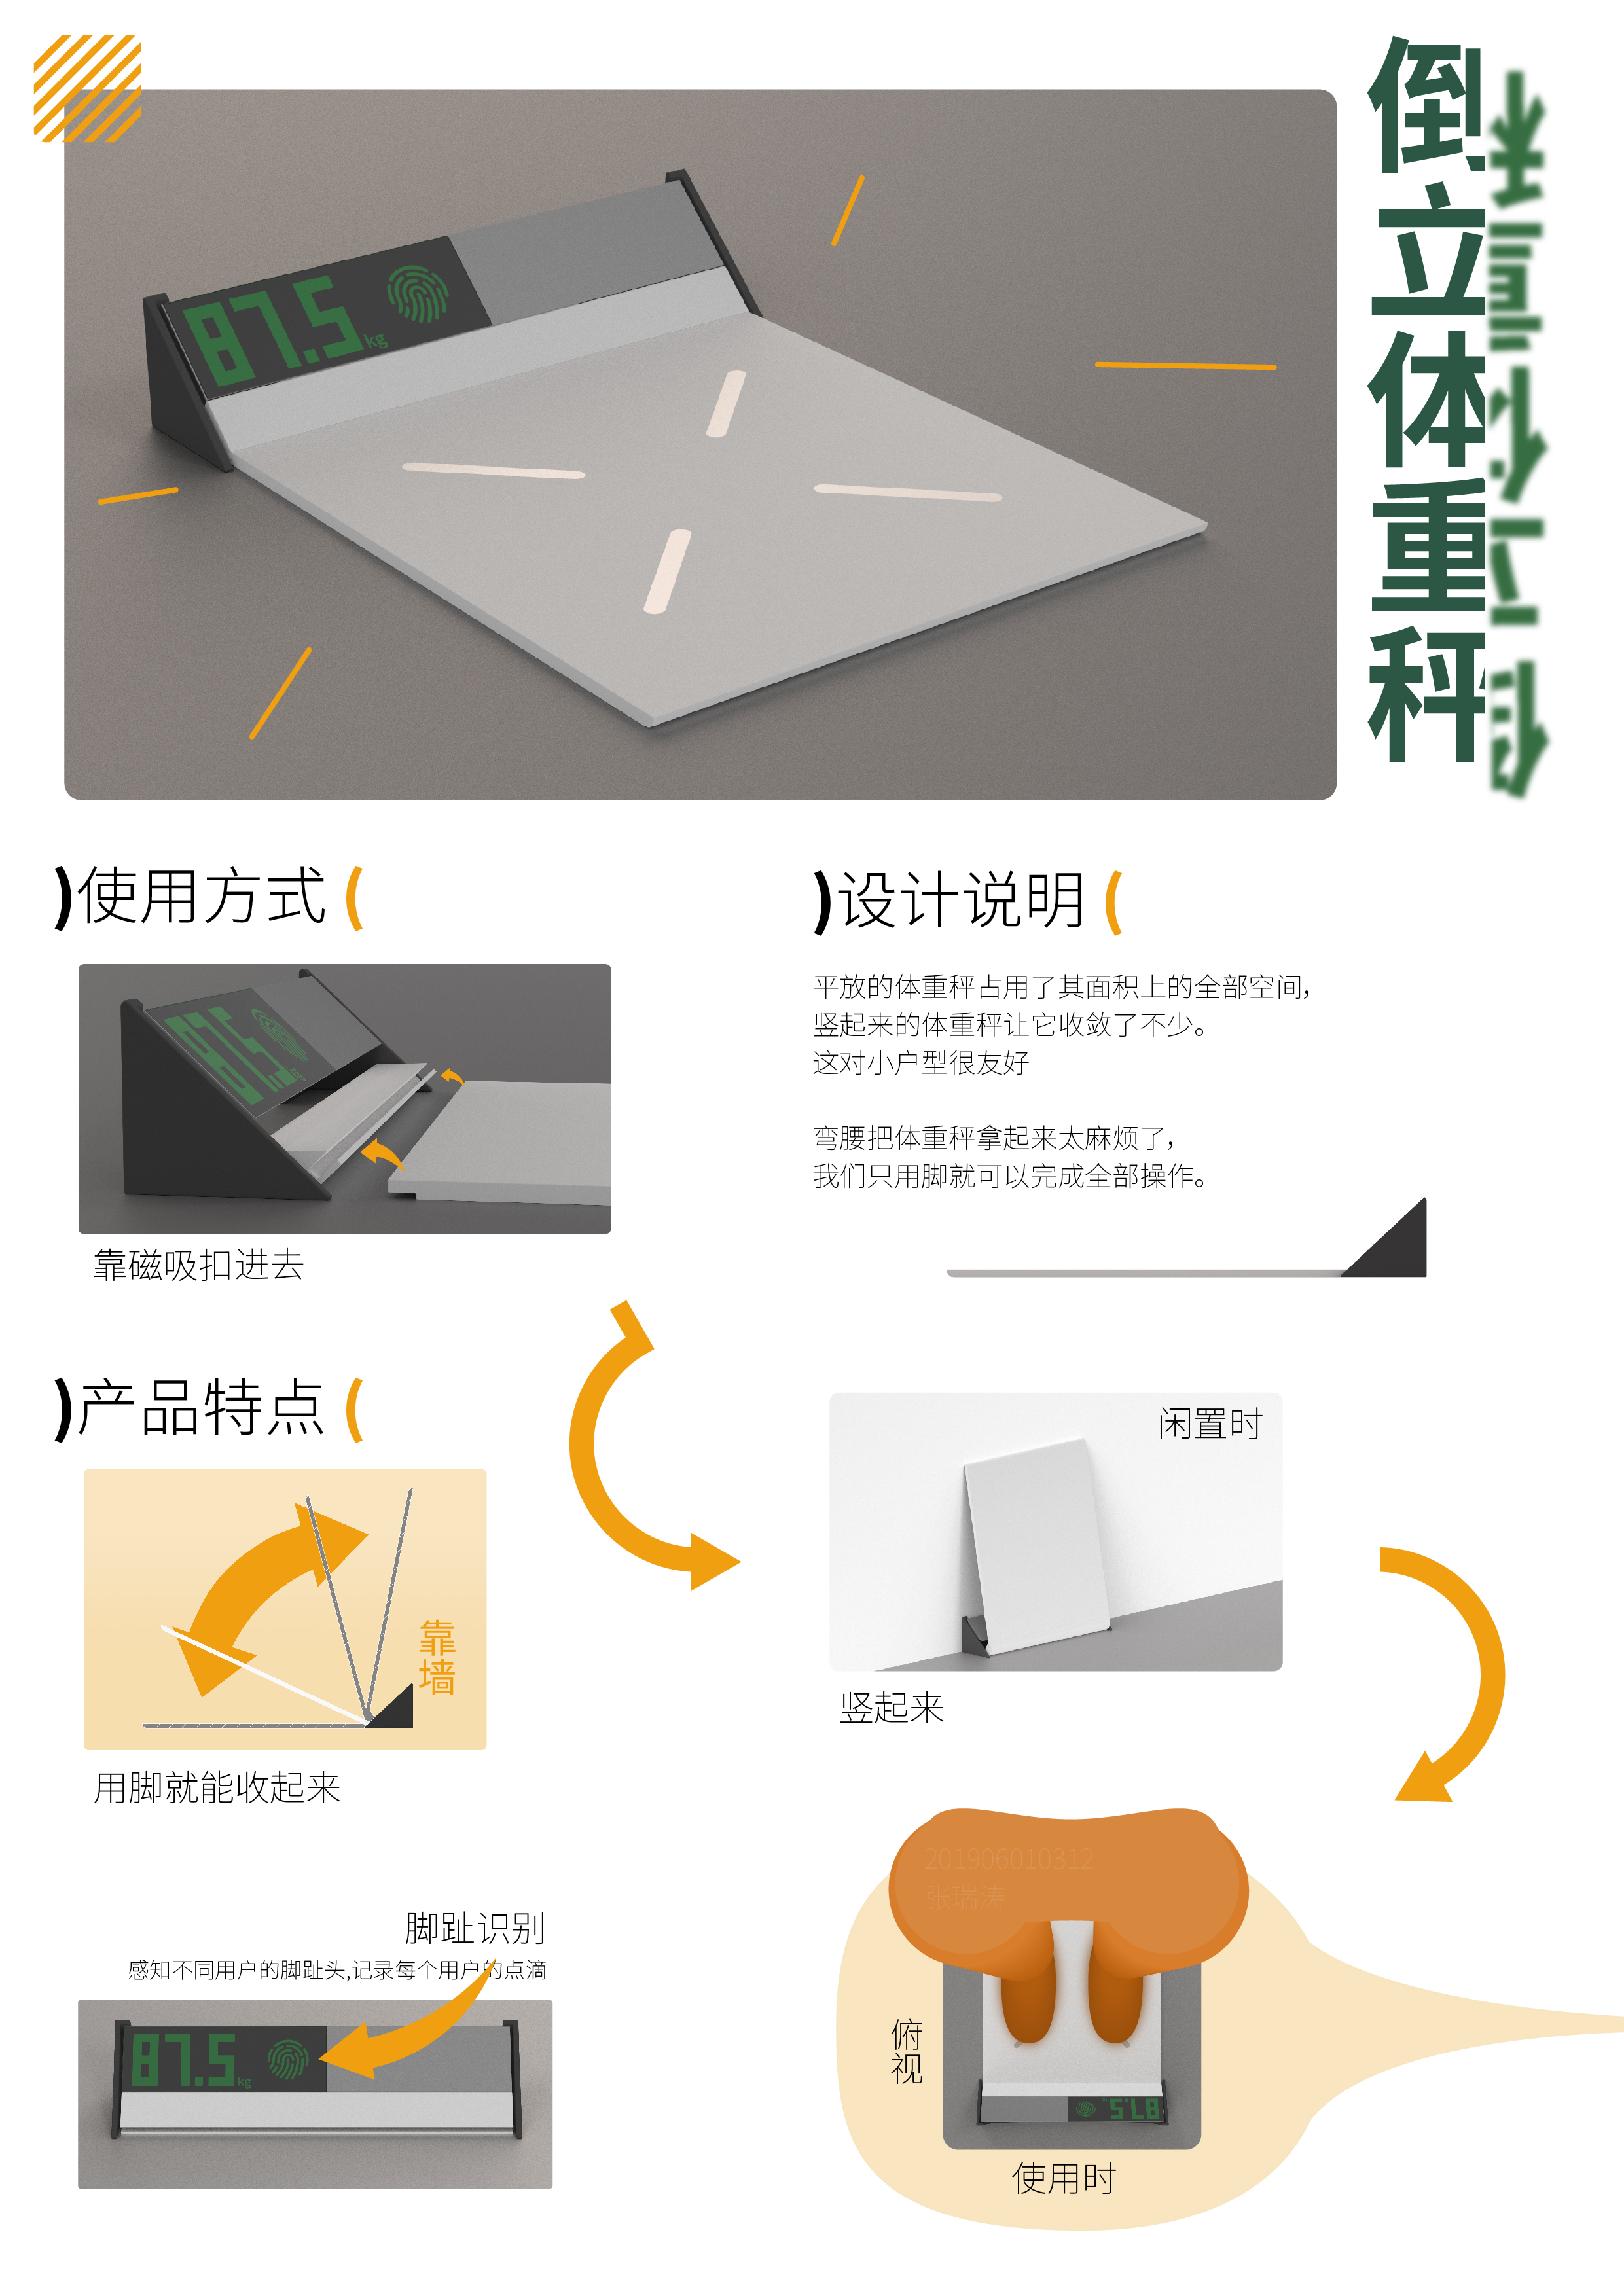 倒立体重秤
87.5kg
使用方式
靠磁吸扣进去
设计说明
平放的体重秤占用了其面积上的全部空间,
竖起来的体重秤让它收敛了不少。
这对小户型很友好
弯腰把体重秤拿起来太麻烦了,
我们只用脚就可以完成全部操作。
产品特点
靠墙
用脚就能收起来
闲置时
竖起来
脚趾识别
感知不同用户的脚趾头,记录每个用户的点滴
87.5kg
201906010312
张瑞涛
俯视
87.5
使用时